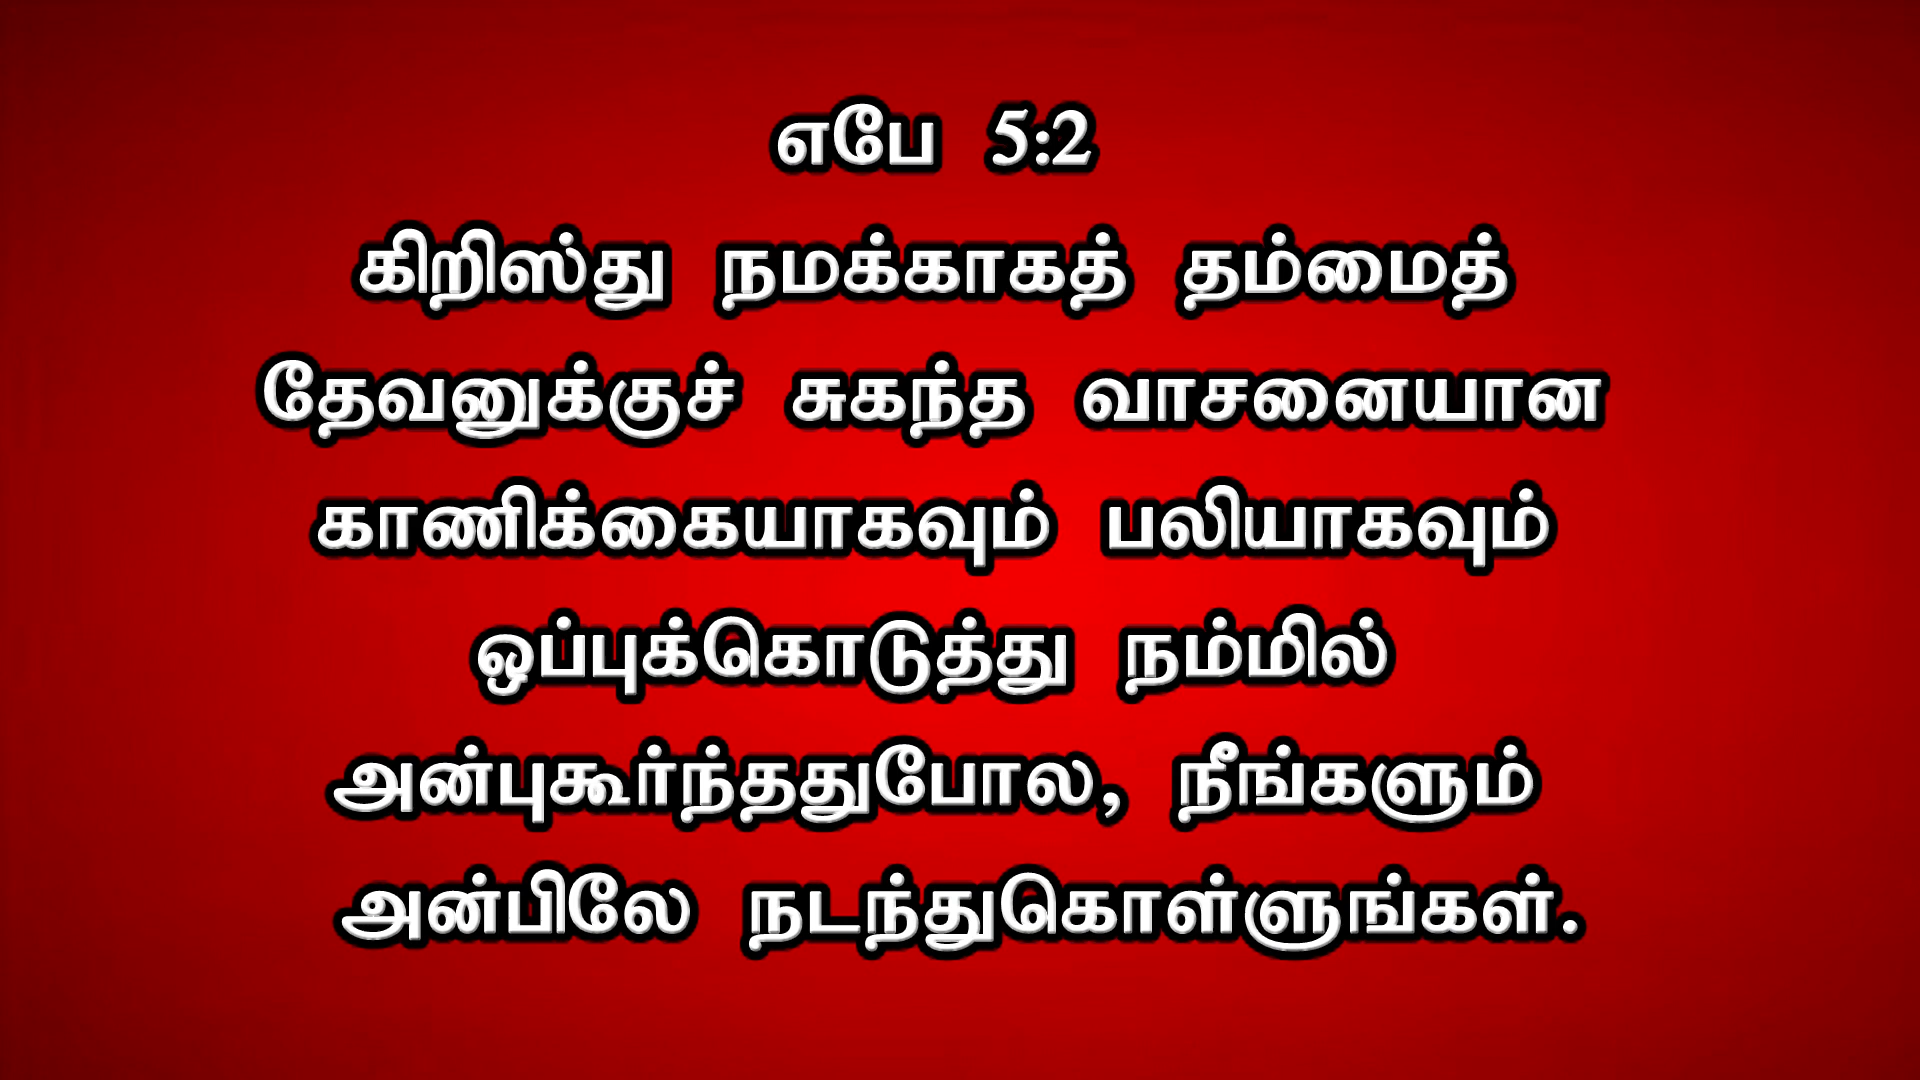 எபே 5:2
கிறிஸ்து நமக்காகத் தம்மைத்
தேவனுக்குச் சுகந்த வாசனையான
காணிக்கையாகவும் பலியாகவும்
ஒப்புக்கொடுத்து நம்மில்
அன்புகூர்ந்ததுபோல, நீங்களும்
அன்பிலே நடந்துகொள்ளுங்கள்.